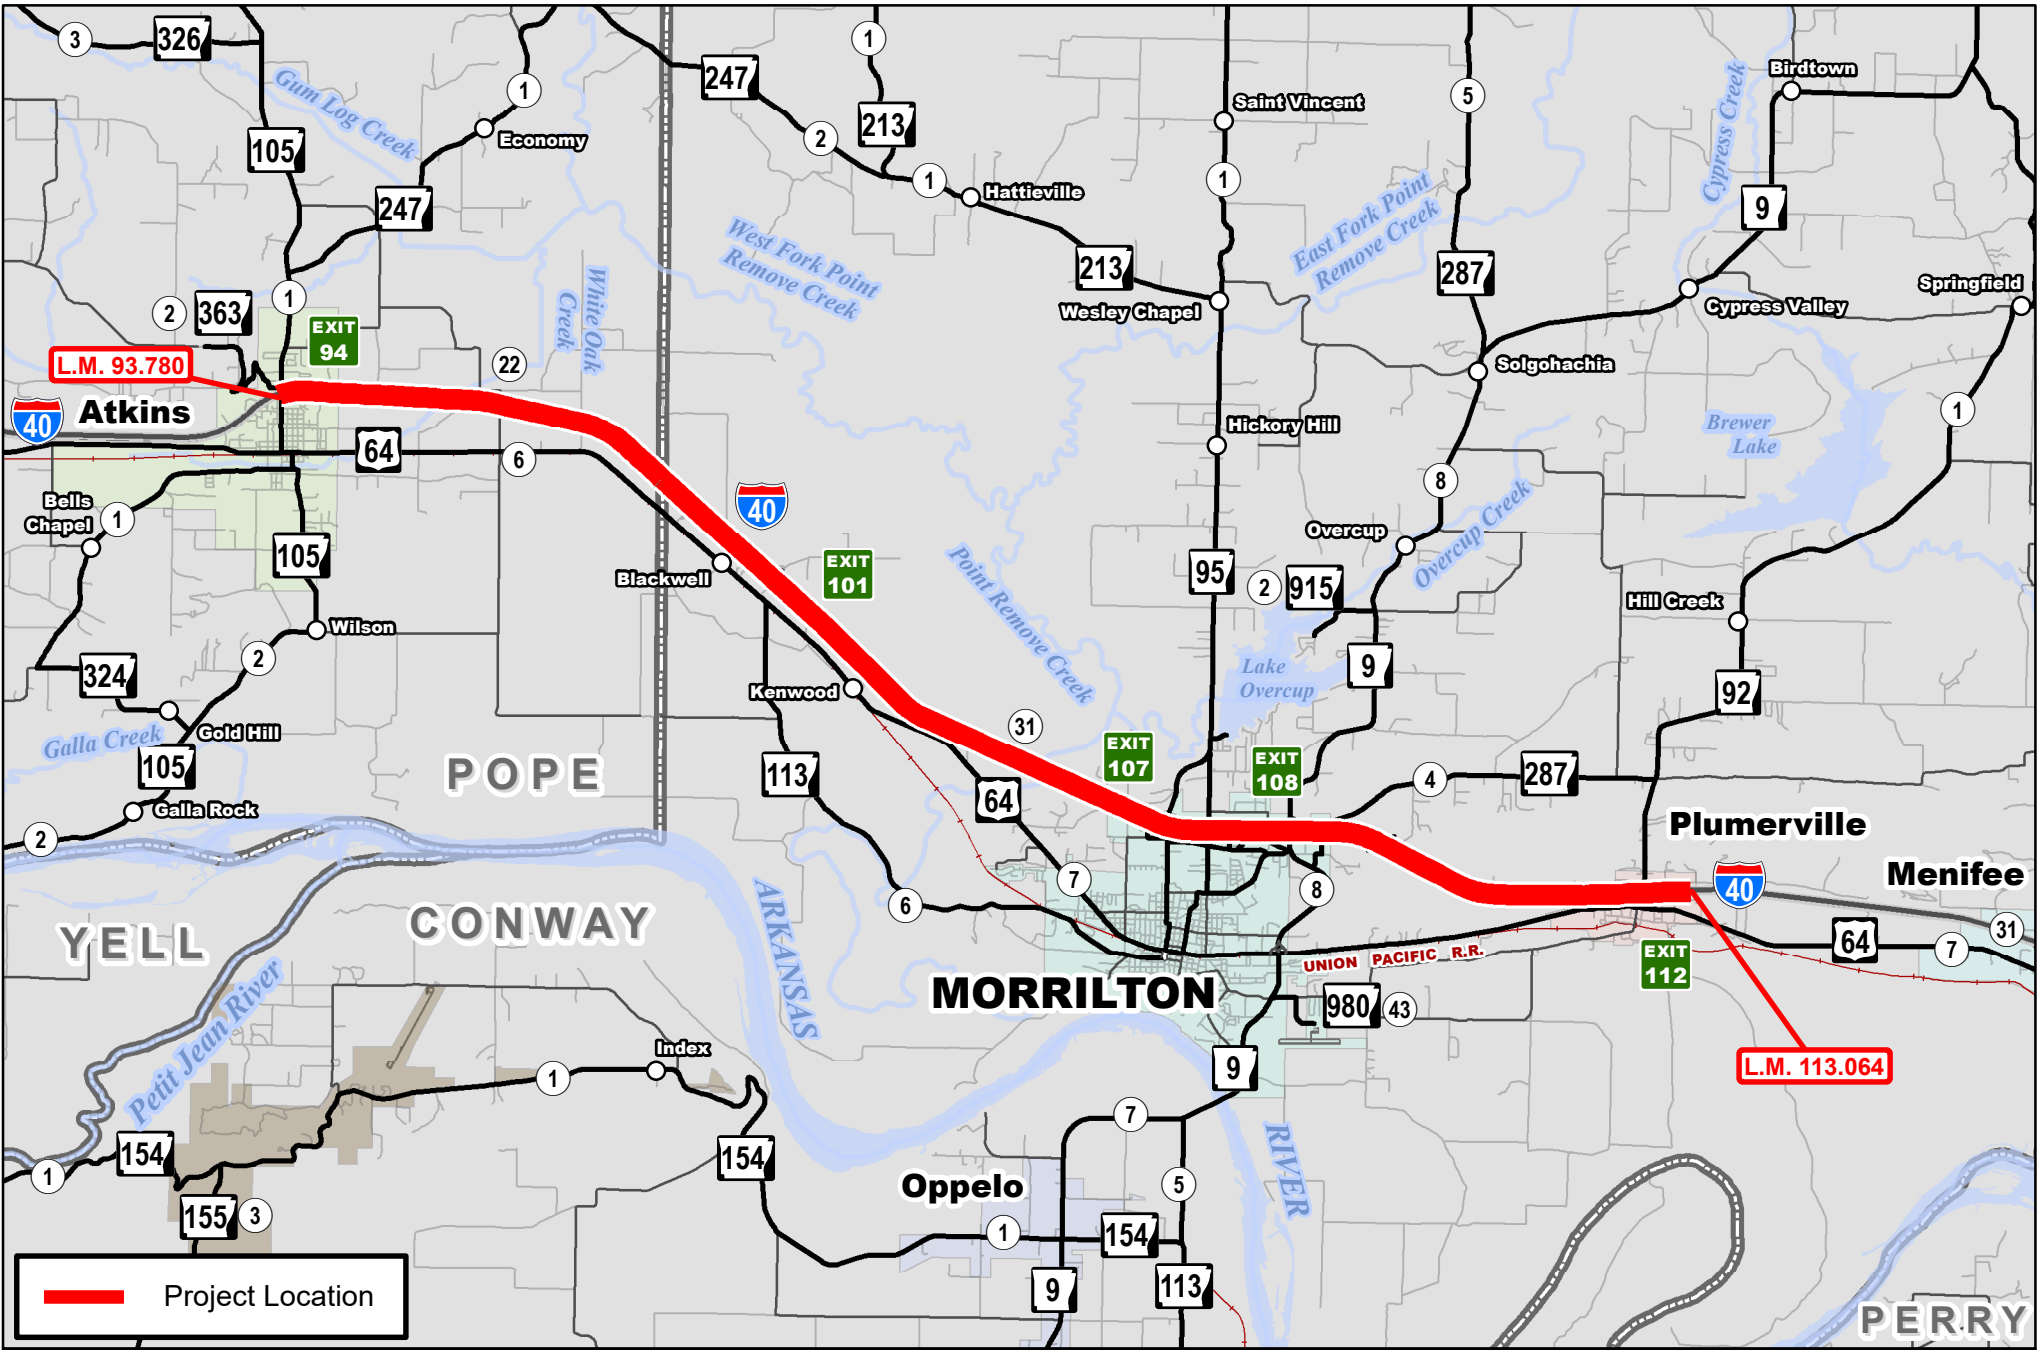 3
326
1
247
213
1
2
1
Hattieville
213
Saint Vincent
1
5
Birdtown
Cypress Creek
9
Gum Log Creek
105
Economy
1
247
West Fork Point
Remove Creek
East Fork Point
Remove Creek
287
Springfield
Cypress Valley
Wesley Chapel
2
363
1
EXIT
94
White Oak
Creek
22
L.M. 93.780
40
Atkins
64
6
Solgohachia
Hickory Hill
Brewer
Lake
1
8
Bells
Chapel
1
105
40
Overcup
Overcup Creek
Blackwell
EXIT
101
Point Remove Creek
95
2
915
Hill Creek
Wilson
2
324
Gold Hill
Galla Creek
105
Galla Rock
2
Kenwood
Lake
Overcup
9
92
31
EXIT
107
EXIT
108
POPE
113
64
4
287
Plumerville
7
8
40
Menifee
31
6
YELL
CONWAY
ARKANSAS
UNION PACIFIC R.R.
EXIT
112
64
7
MORRILTON
980
43
Petit Jean River
Index
1
9
L.M. 113.064
7
154
1
154
RIVER
Oppelo
5
155
3
1
154
9
113
Project Location
PERRY